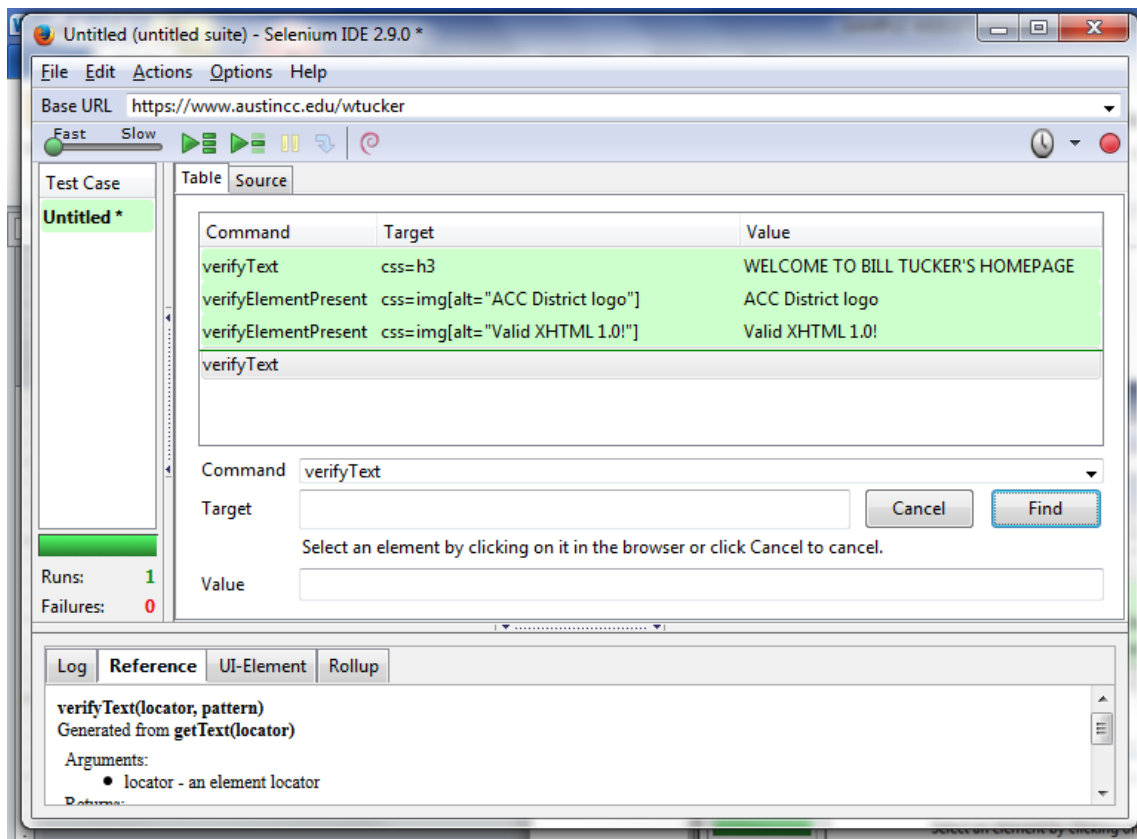 Untitled (untitled suite) - Selenium IDE 2.9.0 *
File Edit Actions Options Help
Base URL https://www.austincc.edu/wtucker
Fast Slow
Test Case
Untitled *
Table Source
Command Target Value
verifyText css=h3 WELCOME TO BILL TUCKER'S HOMEPAGE
verifyElementPresent css=img[alt="ACC District logo"] ACC District logo
verifyElementPresent css=img[alt="Valid XHTML 1.0!"] Valid XHTML 1.0!
verifyText
Command verifyText
Target Cancel Find
Select an element by clicking on it in the browser or click Cancel to cancel.
Value
Runs: 1
Failures: 0
Log Reference UI-Element Rollup
verifyText(locator, pattern)
Generated from getText(locator)
Arguments:
● locator - an element locator
Returns: